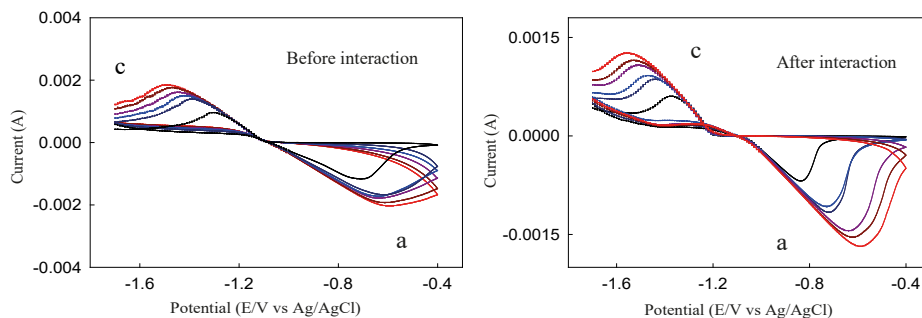 0.004
0.002
0.000
-0.002
-0.004
Current (A)
c
Before interaction
a
-1.6
-1.2
-0.8
-0.4
Potential (E/V vs Ag/AgCl)
0.0015
0.0000
-0.0015
Current (A)
c
After interaction
a
-1.6
-1.2
-0.8
-0.4
Potential (E/V vs Ag/AgCl)